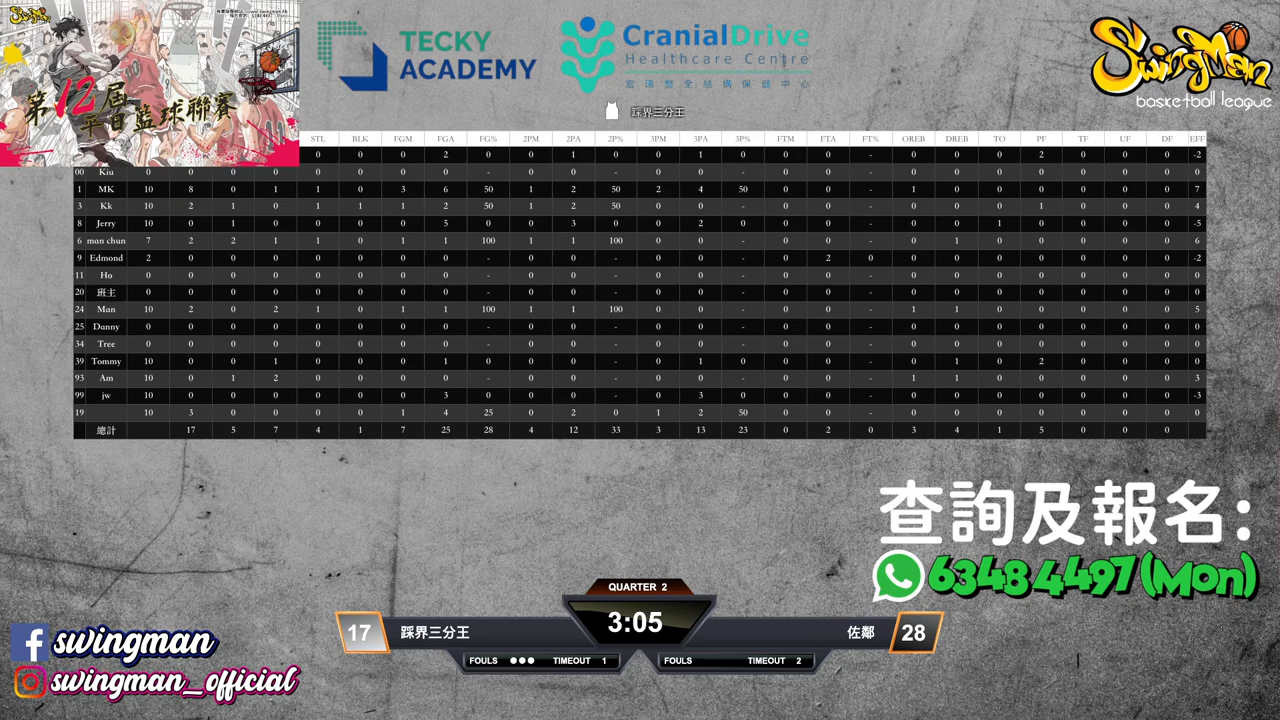 SwingMan
第12屆
平日籃球聯賽
TECKY
ACADEMY
CranialDrive
Healthcare Centre
宏匯整全結構保健中心
SwingMan
basketball league
踩界三分王
STL BLK FGM FGA FG% 2PM 2PA 2P% 3PM 3PA 3P% FTM FTA FT% OREB DREB TO PF TF UF DF EFF
0 0 0 2 0 0 1 0 0 1 0 0 0 - 0 0 0 2 0 0 0 -2
00 Kiu 0 0 0 0 0 0 0 0 - 0 0 - 0 0 - 0 0 - 0 0 0 0 0 0 0 0
1 MK 10 8 0 1 1 0 3 6 50 1 2 50 2 4 50 0 0 - 1 0 0 0 0 0 0 7
3 Kk 10 2 1 0 1 1 1 2 50 1 2 50 0 0 - 0 0 - 0 0 0 1 0 0 0 4
8 Jerry 10 0 1 0 0 0 0 5 0 0 3 0 0 2 0 0 0 - 0 0 1 0 0 0 0 -5
6 man chun 7 2 2 1 1 0 1 1 100 1 1 100 0 0 - 0 0 - 0 1 0 0 0 0 0 6
9 Edmond 2 0 0 0 0 0 0 0 - 0 0 - 0 0 - 0 2 0 0 0 0 0 0 0 0 -2
11 Ho 0 0 0 0 0 0 0 0 - 0 0 - 0 0 - 0 0 - 0 0 0 0 0 0 0 0
20 班主 0 0 0 0 0 0 0 0 - 0 0 - 0 0 - 0 0 - 0 0 0 0 0 0 0 0
24 Man 10 2 0 2 1 0 1 1 100 1 1 100 0 0 - 0 0 - 1 1 0 0 0 0 0 5
25 Danny 0 0 0 0 0 0 0 0 - 0 0 - 0 0 - 0 0 - 0 0 0 0 0 0 0 0
34 Tree 0 0 0 0 0 0 0 0 - 0 0 - 0 0 - 0 0 - 0 0 0 0 0 0 0 0
39 Tommy 10 0 0 1 0 0 0 1 0 0 0 - 0 1 0 0 0 - 0 1 0 2 0 0 0 0
93 Am 10 0 1 2 0 0 0 0 - 0 0 - 0 0 - 0 0 - 1 1 0 0 0 0 0 3
99 jw 10 0 0 0 0 0 0 3 0 0 0 - 0 3 0 0 0 - 0 0 0 0 0 0 0 -3
19 10 3 0 0 0 0 1 4 25 0 2 0 1 2 50 0 0 - 0 0 0 0 0 0 0 0
總計 17 5 7 4 1 7 25 28 4 12 33 3 13 23 0 2 0 3 4 1 5 0 0 0
查詢及報名:
6348 4497 (Mon)
QUARTER 2
17 踩界三分王 3:05 佐鄰 28
FOULS TIMEOUT 1 FOULS TIMEOUT 2
swingman
swingman_official